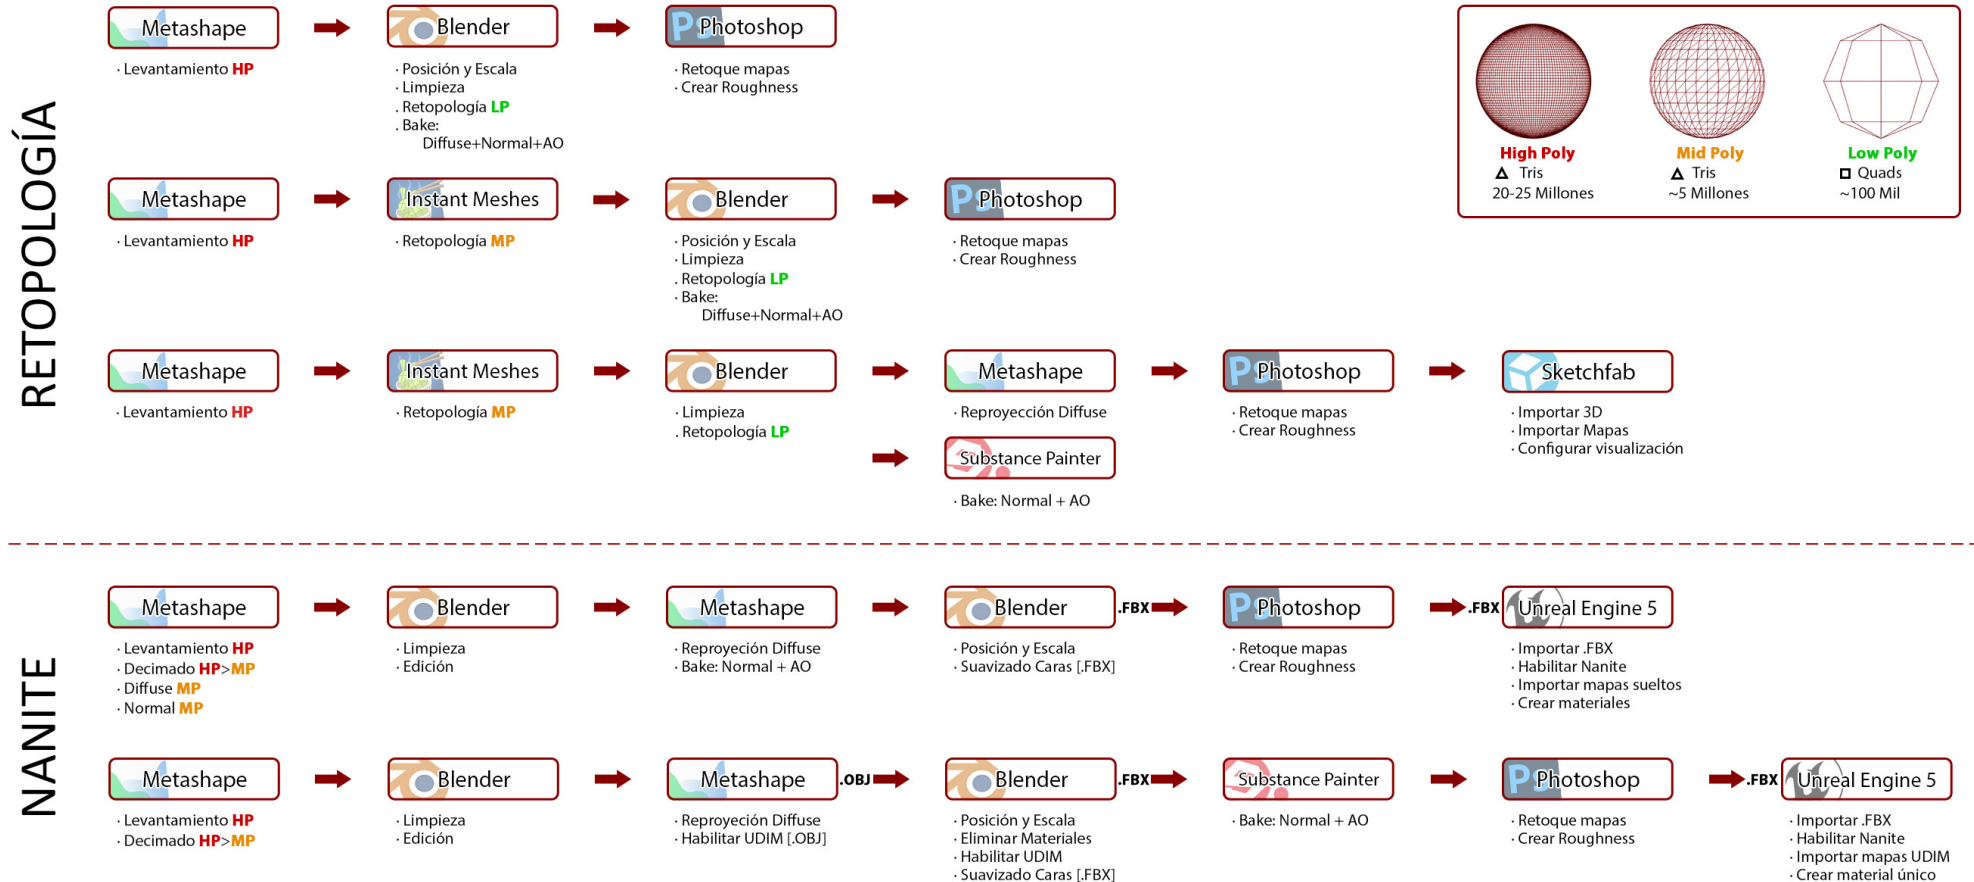 RETOPOLOGÍA
Metashape
· Levantamiento HP
Blender
· Posición y Escala
· Limpieza
. Retopología LP
. Bake:
Diffuse+Normal+AO
Ps Photoshop
· Retoque mapas
· Crear Roughness
High Poly
Tris
20-25 Millones
Mid Poly
Tris
~5 Millones
Low Poly
Quads
~100 Mil
Metashape
· Levantamiento HP
Instant Meshes
· Retopología MP
Blender
· Posición y Escala
· Limpieza
. Retopología LP
· Bake:
Diffuse+Normal+AO
Ps Photoshop
· Retoque mapas
· Crear Roughness
Metashape
· Levantamiento HP
Instant Meshes
· Retopología MP
Blender
· Limpieza
. Retopología LP
Metashape
· Reproyección Diffuse
Substance Painter
· Bake: Normal + AO
Ps Photoshop
· Retoque mapas
· Crear Roughness
Sketchfab
· Importar 3D
· Importar Mapas
· Configurar visualización
NANITE
Metashape
· Levantamiento HP
· Decimado HP>MP
· Diffuse MP
· Normal MP
Blender
· Limpieza
· Edición
Metashape
· Reproyeción Diffuse
· Bake: Normal + AO
Blender
.FBX
· Posición y Escala
· Suavizado Caras [.FBX]
Ps Photoshop
· Retoque mapas
· Crear Roughness
.FBX
Unreal Engine 5
· Importar .FBX
· Habilitar Nanite
· Importar mapas sueltos
· Crear materiales
Metashape
· Levantamiento HP
· Decimado HP>MP
Blender
· Limpieza
· Edición
Metashape
.OBJ
· Reproyeción Diffuse
· Habilitar UDIM [.OBJ]
Blender
.FBX
· Posición y Escala
· Eliminar Materiales
· Habilitar UDIM
· Suavizado Caras [.FBX]
Substance Painter
· Bake: Normal + AO
Ps Photoshop
· Retoque mapas
· Crear Roughness
.FBX
Unreal Engine 5
· Importar .FBX
· Habilitar Nanite
· Importar mapas UDIM
· Crear material único